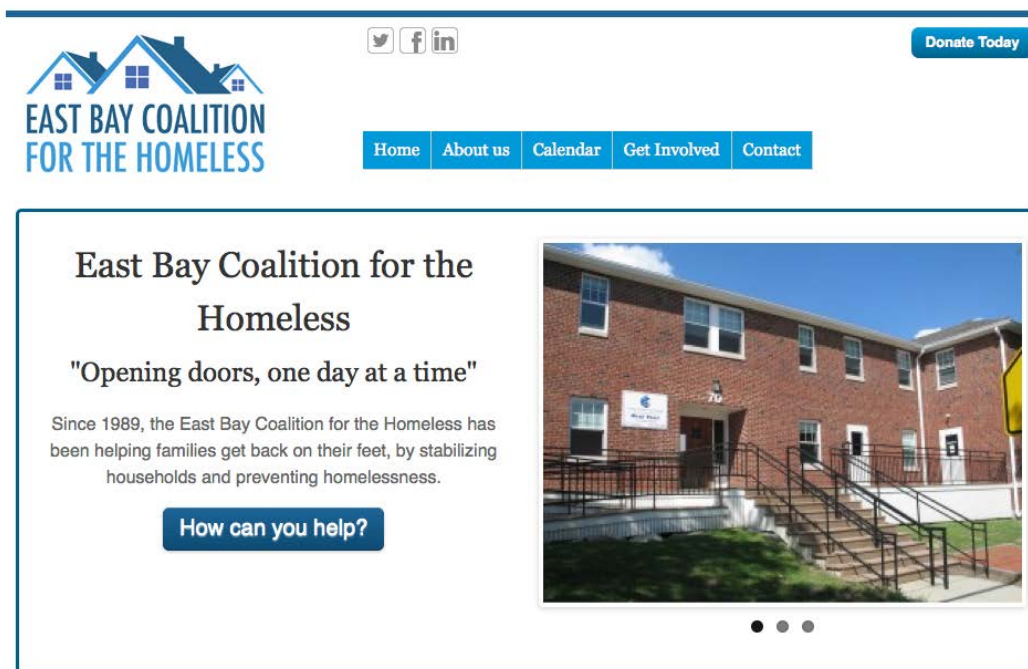 EAST BAY COALITION
FOR THE HOMELESS
Donate Today
Home About us Calendar Get Involved Contact
East Bay Coalition for the
Homeless
"Opening doors, one day at a time"
Since 1989, the East Bay Coalition for the Homeless has
been helping families get back on their feet, by stabilizing
households and preventing homelessness.
How can you help?
70